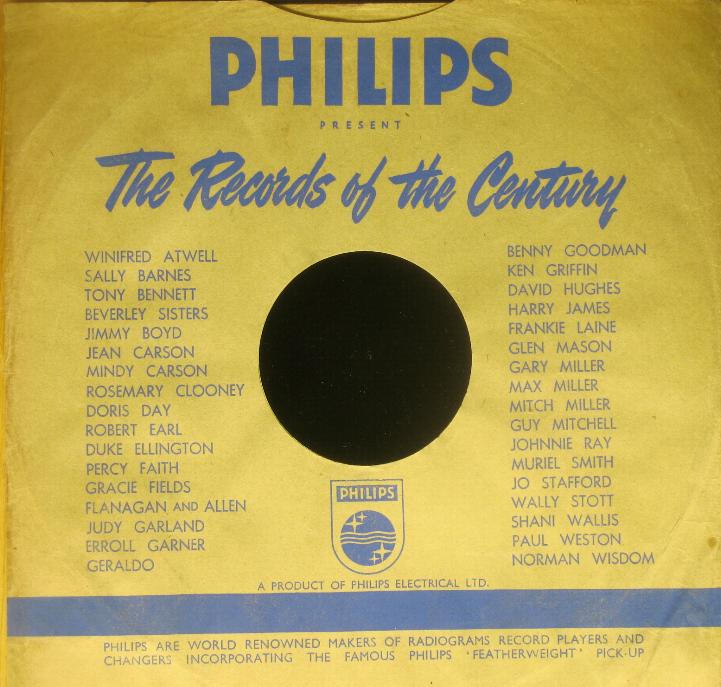 PHILIPS
PRESENT
The Records of the Century
WINIFRED ATWELL
SALLY BARNES
TONY BENNETT
BEVERLEY SISTERS
JIMMY BOYD
JEAN CARSON
MINDY CARSON
ROSEMARY CLOONEY
DORIS DAY
ROBERT EARL
DUKE ELLINGTON
PERCY FAITH
GRACIE FIELDS
FLANAGAN AND ALLEN
JUDY GARLAND
ERROLL GARNER
GERALDO
BENNY GOODMAN
KEN GRIFFIN
DAVID HUGHES
HARRY JAMES
FRANKIE LAINE
GLEN MASON
GARY MILLER
MAX MILLER
MITCH MILLER
GUY MITCHELL
JOHNNIE RAY
MURIEL SMITH
JO STAFFORD
WALLY STOTT
SHANI WALLIS
PAUL WESTON
NORMAN WISDOM
PHILIPS
A PRODUCT OF PHILIPS ELECTRICAL LTD.
PHILIPS ARE WORLD RENOWNED MAKERS OF RADIOGRAMS RECORD PLAYERS AND
CHANGERS INCORPORATING THE FAMOUS PHILIPS 'FEATHERWEIGHT' PICK-UP